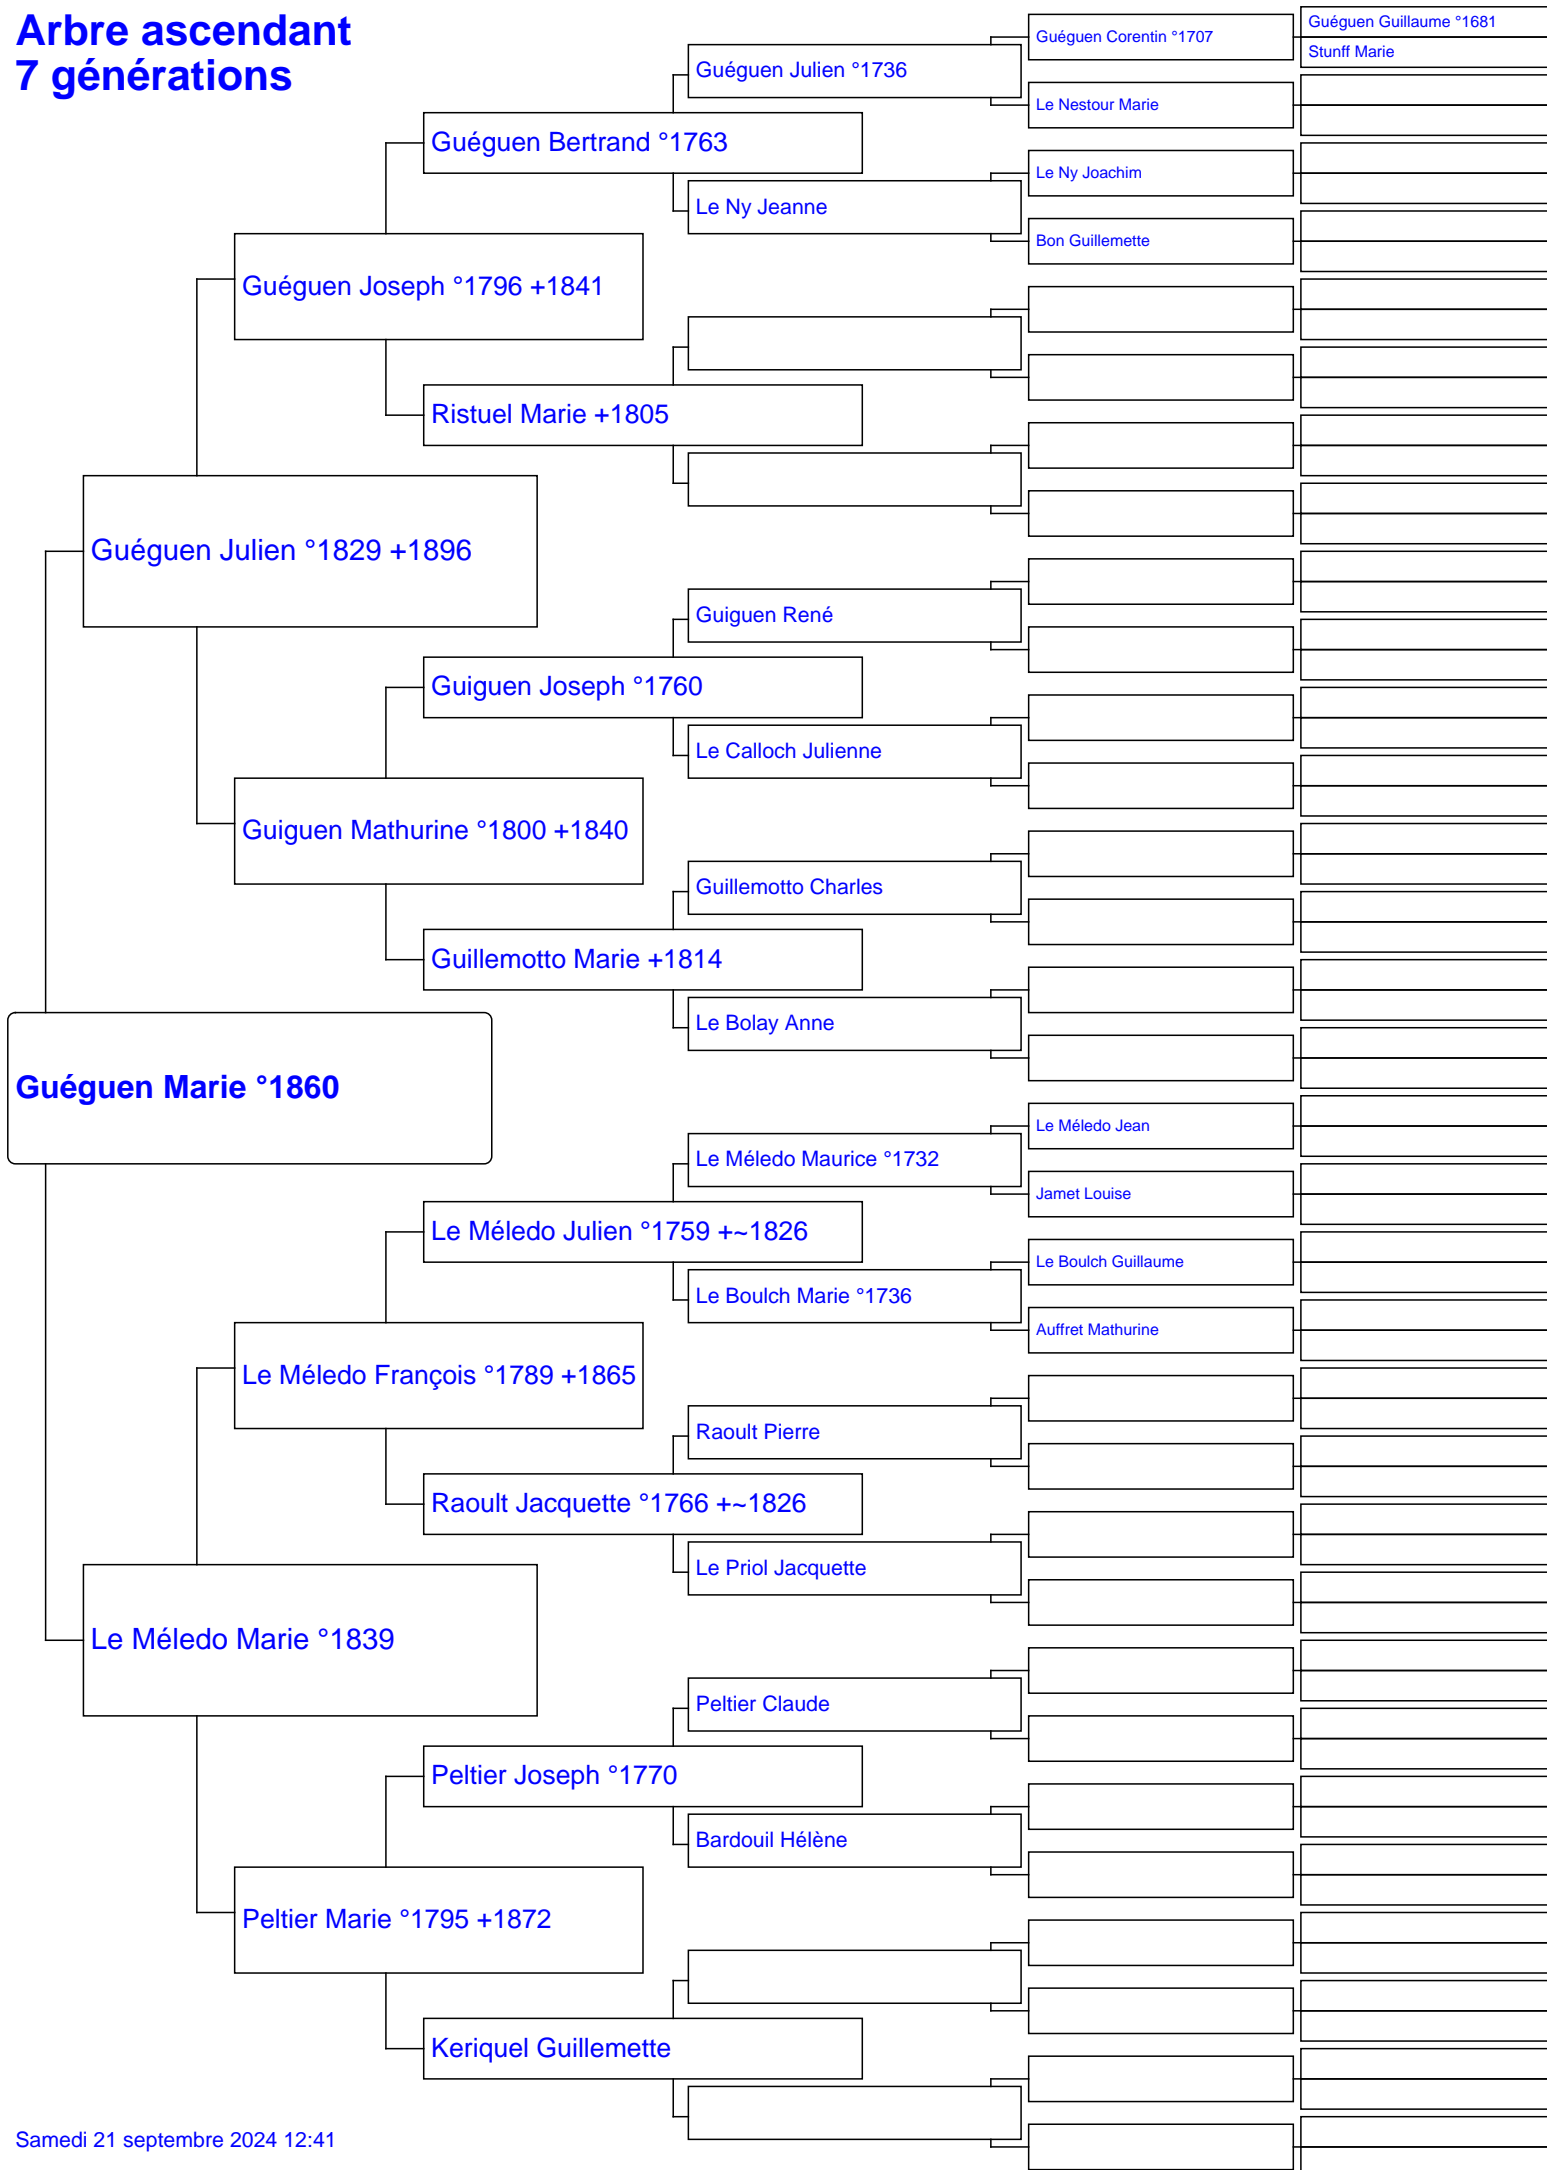 Arbre ascendant
7 générations
Guéguen Guillaume °1681
Stunff Marie
Guéguen Corentin °1707
Guéguen Julien °1736
Le Nestour Marie
Guéguen Bertrand °1763
Le Ny Joachim
Le Ny Jeanne
Bon Guillemette
Guéguen Joseph °1796 +1841
Ristuel Marie +1805
Guéguen Julien °1829 +1896
Guiguen René
Guiguen Joseph °1760
Le Calloch Julienne
Guiguen Mathurine °1800 +1840
Guillemotto Charles
Guillemotto Marie +1814
Le Bolay Anne
Guéguen Marie °1860
Le Méledo Jean
Le Méledo Maurice °1732
Jamet Louise
Le Méledo Julien °1759 +~1826
Le Boulch Guillaume
Le Boulch Marie °1736
Auffret Mathurine
Le Méledo François °1789 +1865
Raoult Pierre
Raoult Jacquette °1766 +~1826
Le Priol Jacquette
Le Méledo Marie °1839
Peltier Claude
Peltier Joseph °1770
Bardouil Hélène
Peltier Marie °1795 +1872
Keriquel Guillemette
Samedi 21 septembre 2024 12:41